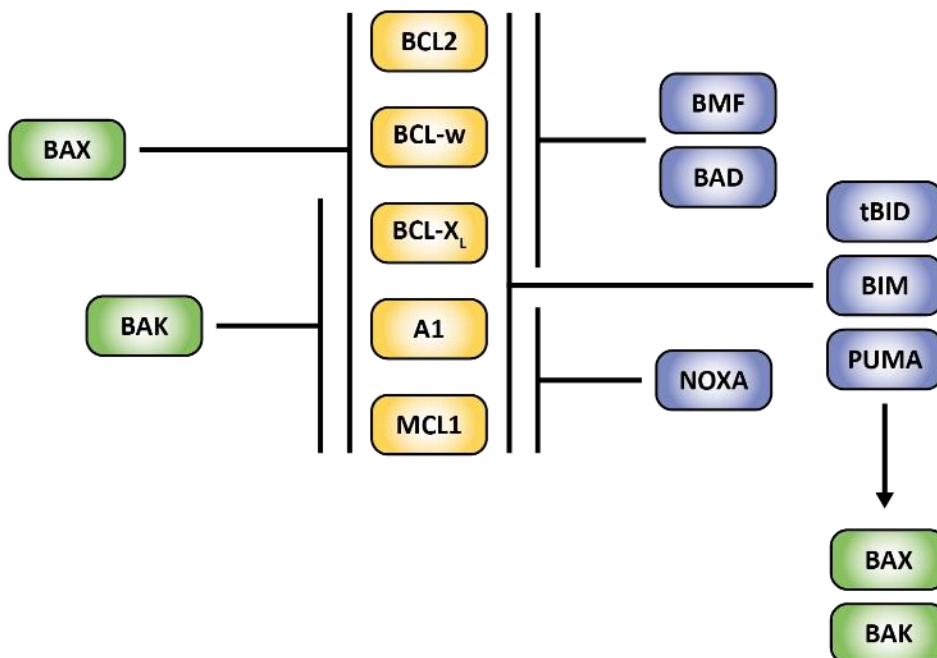 BCL2
BMF
BAX
BCL-w
BAD
tBID
BCL-XL
BIM
BAK
A1
PUMA
NOXA
MCL1
BAX
BAK